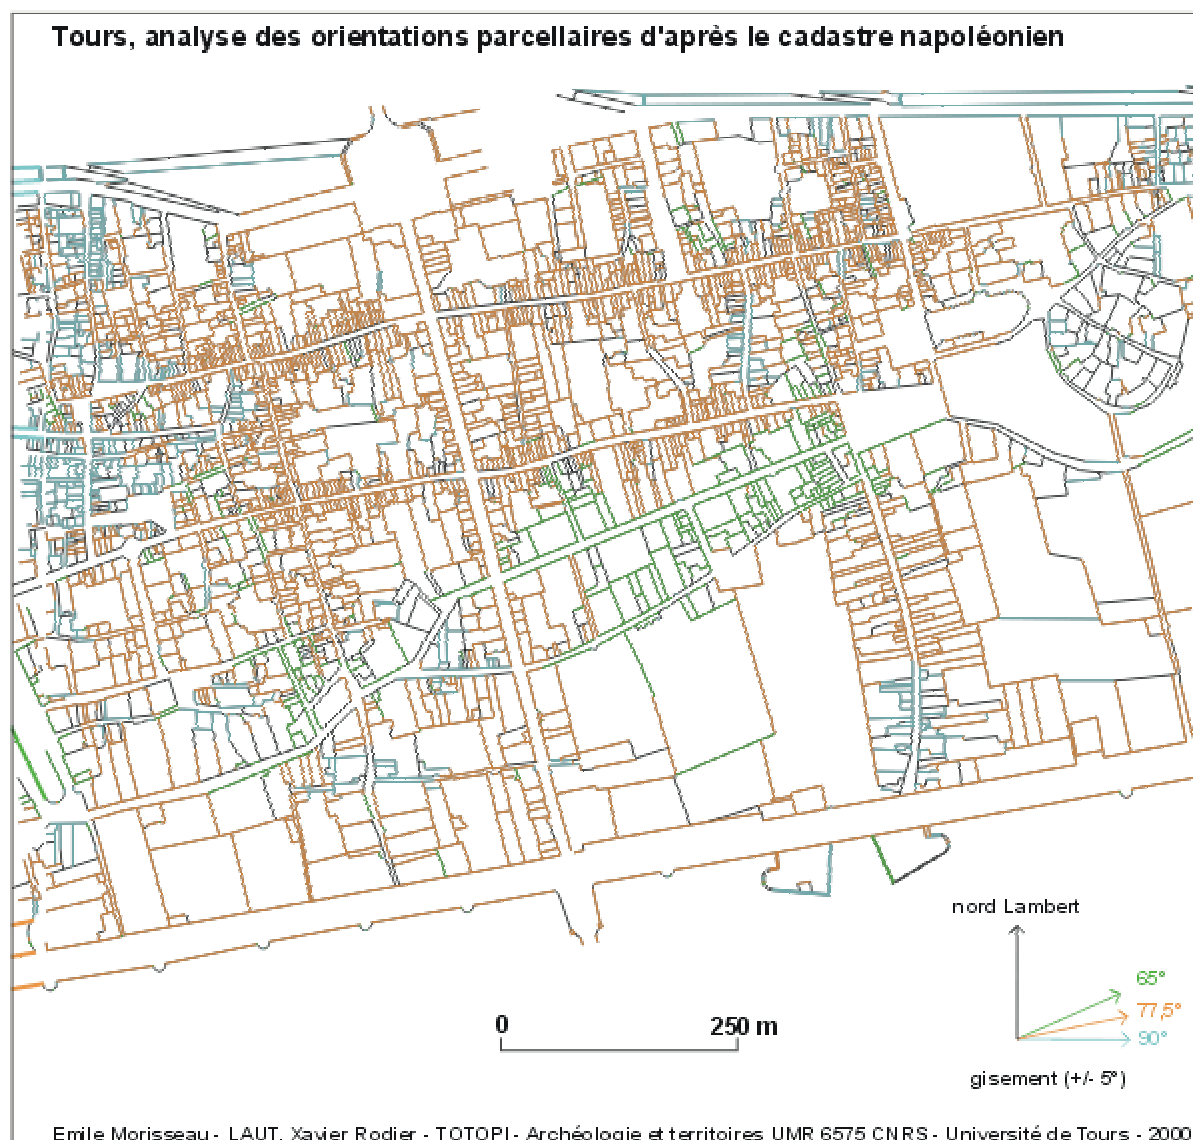 Tours, analyse des orientations parcellaires d'après le cadastre napoléonien
nord Lambert
65°
77,5°
90°
0 250 m
gisement (+/- 5°)
Emile Morisseau - LAUT, Xavier Rodier - TOTOPI - Archéologie et territoires UMR 6575 CNRS - Université de Tours - 2000